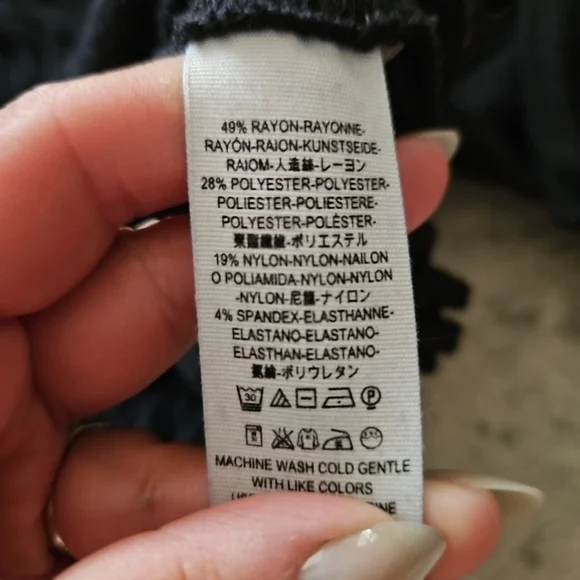 49% RAYON-RAYONNE-
RAYÓN-RAION-KUNSTSEIDE-
RAIOM-人造絲-レーヨン
28% POLYESTER-POLYESTER-
POLIESTER-POLIESTERE-
POLYESTER-POLÉSTER-
聚脂纖維-ポリエステル
19% NYLON-NYLON-NAILON
O POLIAMIDA-NYLON-NYLON
-NYLON-尼龍-ナイロン
4% SPANDEX-ELASTHANNE-
ELASTANO-ELASTANO-
ELASTHAN-ELASTANO-
氨綸-ポリウレタン
30 P
MACHINE WASH COLD GENTLE
WITH LIKE COLORS